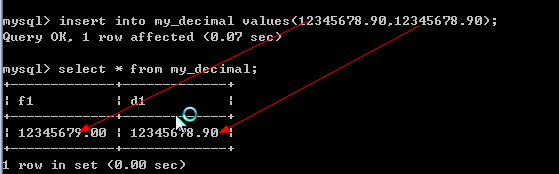 mysql> insert into my_decimal values(12345678.90,12345678.90);
Query OK, 1 row affected (0.07 sec)
mysql> select * from my_decimal;
+-------------+-------------+
| f1          | d1          |
+-------------+-------------+
| 12345679.00 | 12345678.90 |
+-------------+-------------+
1 row in set (0.00 sec)